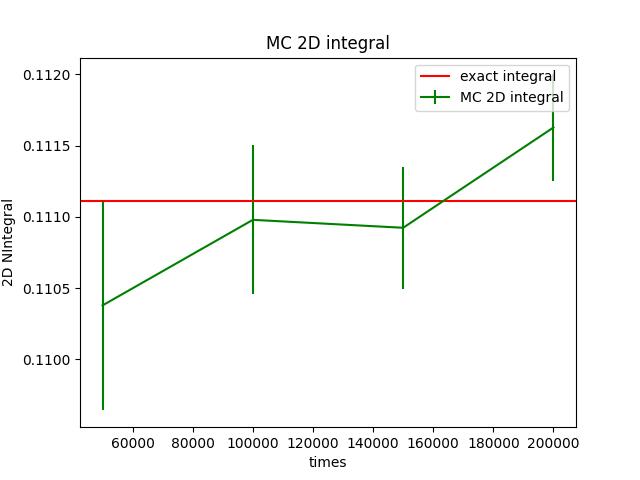 MC 2D integral
exact integral
MC 2D integral
0.1120
0.1115
0.1110
0.1105
0.1100
2D NIntegral
60000 80000 100000 120000 140000 160000 180000 200000
times